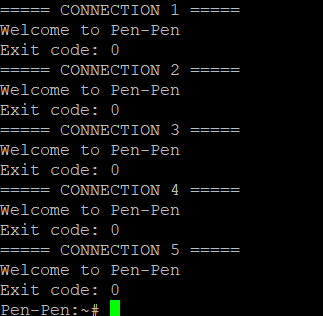 ===== CONNECTION 1 =====
Welcome to Pen-Pen
Exit code: 0
===== CONNECTION 2 =====
Welcome to Pen-Pen
Exit code: 0
===== CONNECTION 3 =====
Welcome to Pen-Pen
Exit code: 0
===== CONNECTION 4 =====
Welcome to Pen-Pen
Exit code: 0
===== CONNECTION 5 =====
Welcome to Pen-Pen
Exit code: 0
Pen-Pen:~#